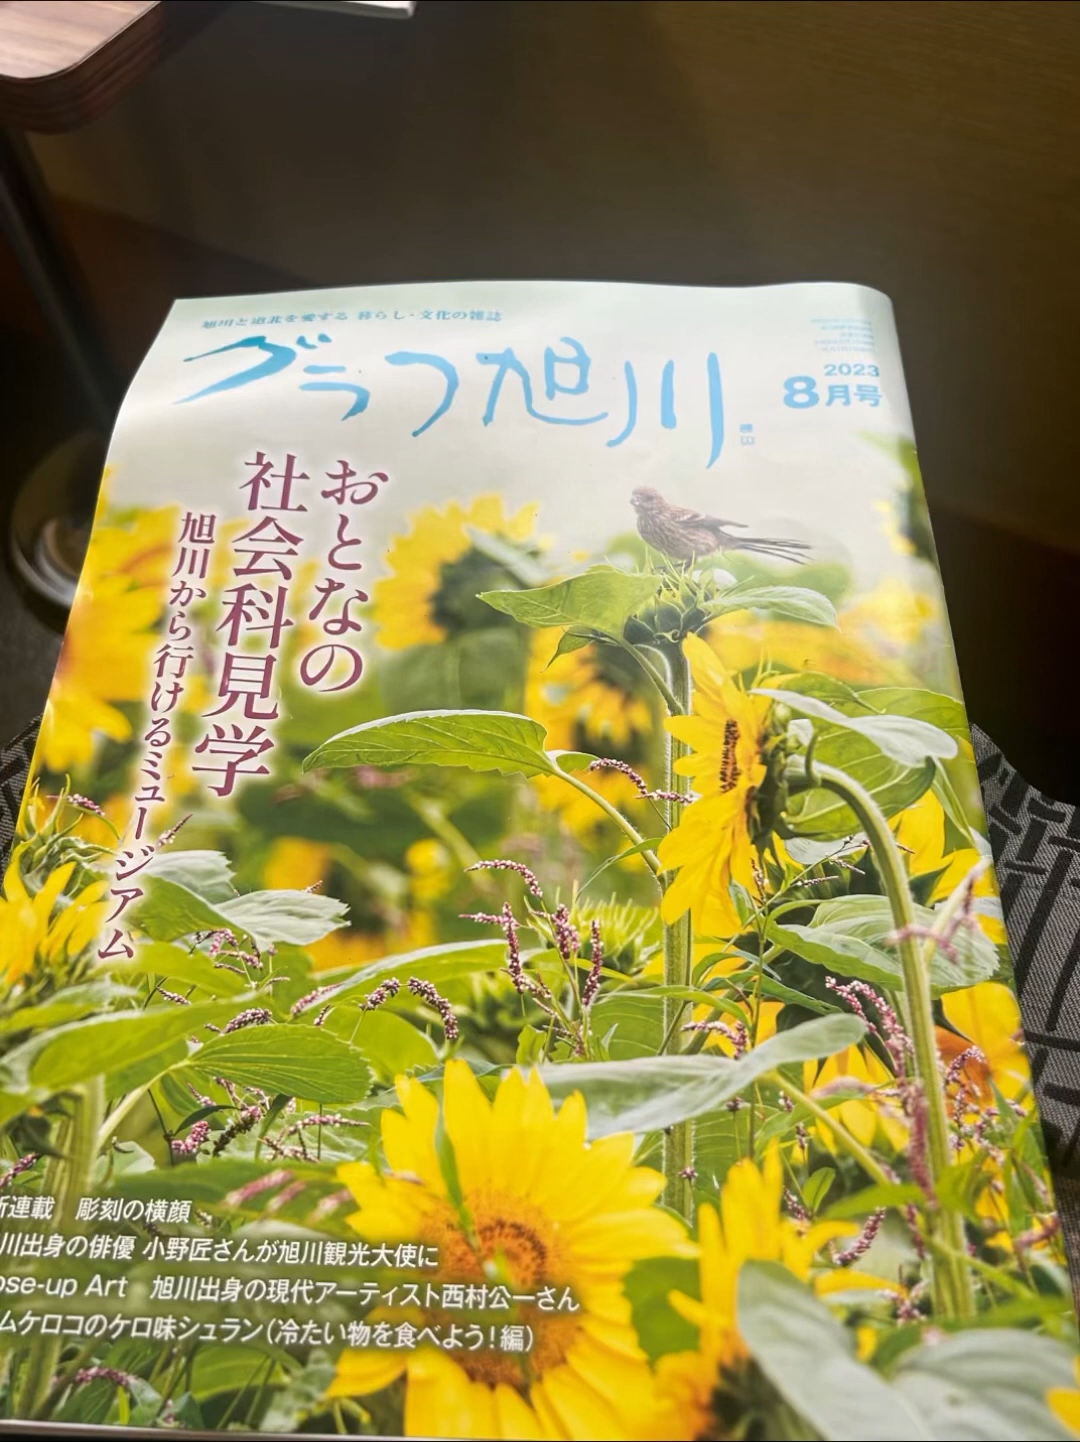 旭川と道北を愛する 暮らし・文化の雑誌
グラフ旭川
2023
8月号
おとなの
社会科見学
旭川から行けるミュージアム
新連載　彫刻の横顔
川出身の俳優 小野匠さんが旭川観光大使に
ose-up Art　旭川出身の現代アーティスト西村公一さん
ムケロコのケロ味シュラン（冷たい物を食べよう！編）